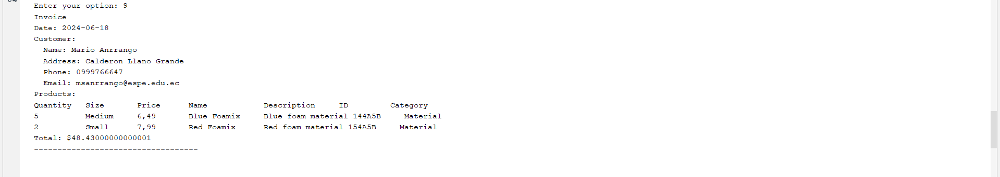 Enter your option: 9
Invoice
Date: 2024-06-18
Customer:
  Name: Mario Anrrango
  Address: Calderon Llano Grande
  Phone: 0999766647
  Email: msanrrango@espe.edu.ec
Products:
Quantity   Size       Price      Name            Description     ID         Category
5          Medium     6,49       Blue Foamix     Blue foam material 144A5B     Material
2          Small      7,99       Red Foamix      Red foam material 154A5B     Material
Total: $48.43000000000001
-----------------------------------